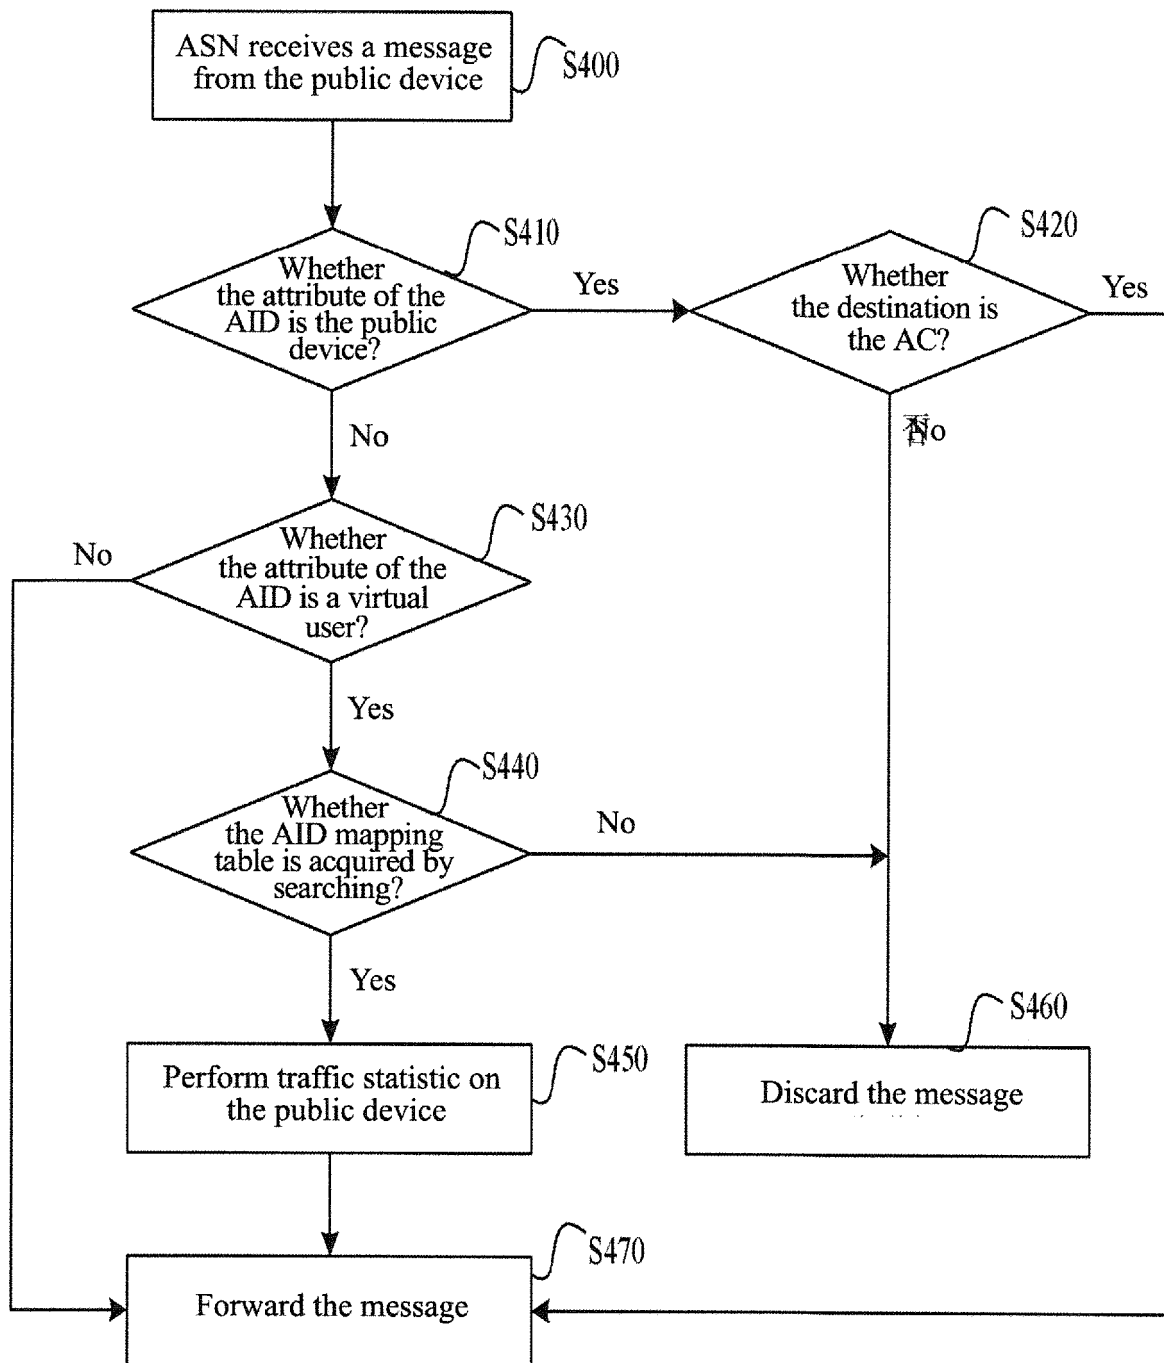 ASN receives a message
from the public device
S400
S410
Whether
the attribute of the
AID is the public
device?
Yes
S420
Whether
the destination is
the AC?
Yes
No
否
No
S430
Whether
the attribute of the
AID is a virtual
user?
No
Yes
S440
Whether
the AID mapping
table is acquired by
searching?
No
Yes
S450
Perform traffic statistic on
the public device
S460
Discard the message
S470
Forward the message